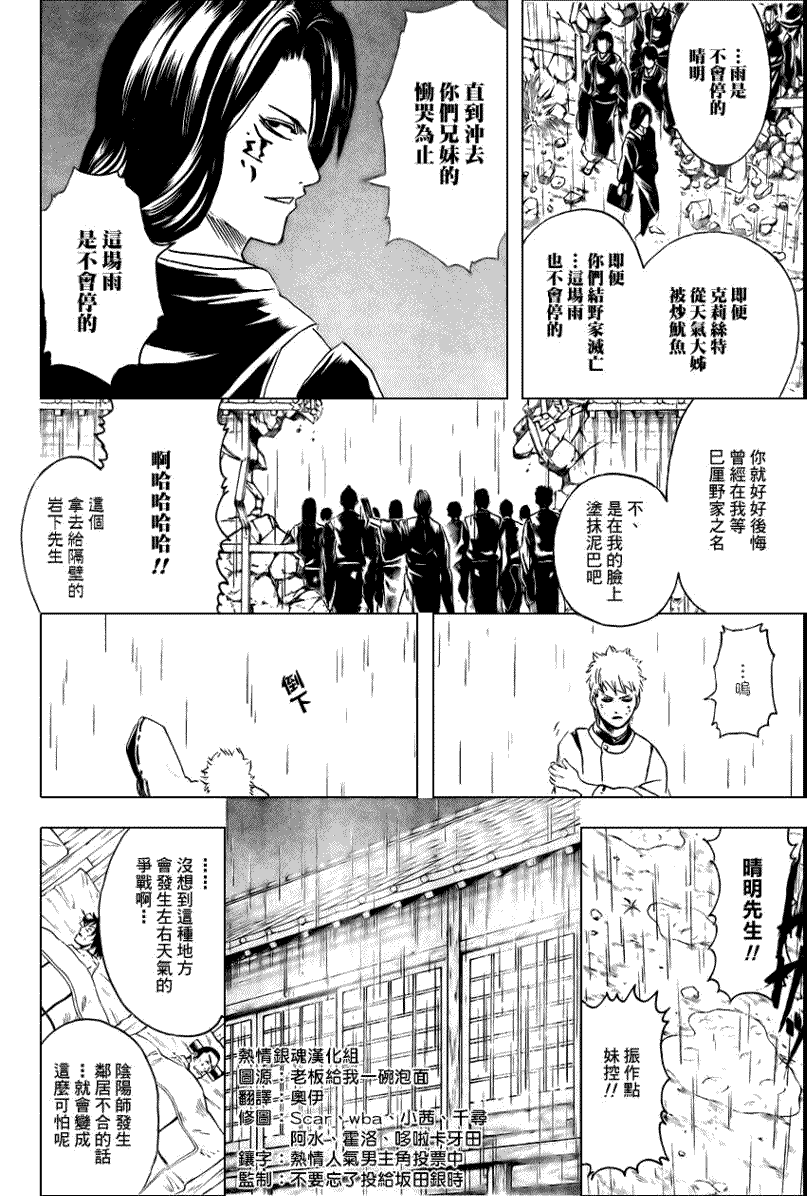 …雨是
不會停的
晴明
即便
克莉絲特
從天氣大姊
被炒魷魚
即便
你們結野家滅亡
…這場雨
也不會停的
直到沖去
你們兄妹的
慟哭為止
這場雨
是不會停的
你就好好後悔
曾經在我等
巳厘野家之名
不、
是在我的臉上
塗抹泥巴吧
啊哈哈哈哈!!
這個
拿去給隔壁的
岩下先生
…嗚
倒下
晴明先生!!
振作點
妹控!!
……
沒想到這種地方
會發生左右天氣的
爭戰啊…
陰陽師發生
鄰居不合的話
…就會變成
這麼可怕呢
熱情銀魂漢化組
圖源:老板給我一碗泡面
翻譯:奧伊
修圖:Scar、wba、小茜、千尋
阿水、霍洛、哆啦卡牙田
鑲字:熱情人氣男主角投票中
監制:不要忘了投給坂田銀時